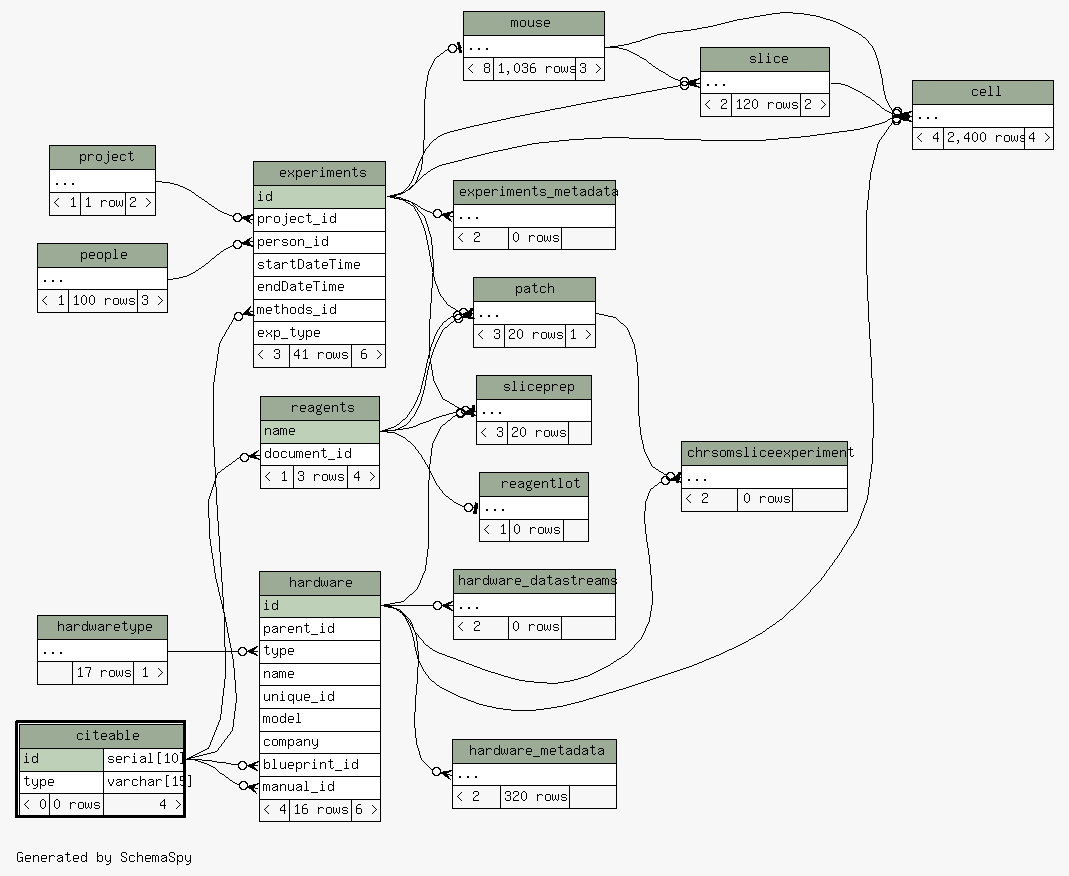 mouse
...
< 8 1,036 rows 3 >
slice
...
< 2 120 rows 2 >
cell
...
< 4 2,400 rows 4 >
project
...
< 1 1 row 2 >
people
...
< 1 100 rows 3 >
experiments
id
project_id
person_id
startDateTime
endDateTime
methods_id
exp_type
< 3 41 rows 6 >
experiments_metadata
...
< 2 0 rows
patch
...
< 3 20 rows 1 >
sliceprep
...
< 3 20 rows
reagents
name
document_id
< 1 3 rows 4 >
reagentlot
...
< 1 0 rows
chrsomsliceexperiment
...
< 2 0 rows
hardware
id
parent_id
type
name
unique_id
model
company
blueprint_id
manual_id
< 4 16 rows 6 >
hardware_datastreams
...
< 2 0 rows
hardwaretype
...
17 rows 1 >
citeable
id serial[10]
type varchar[15]
< 0 0 rows 4 >
hardware_metadata
...
< 2 320 rows
Generated by SchemaSpy